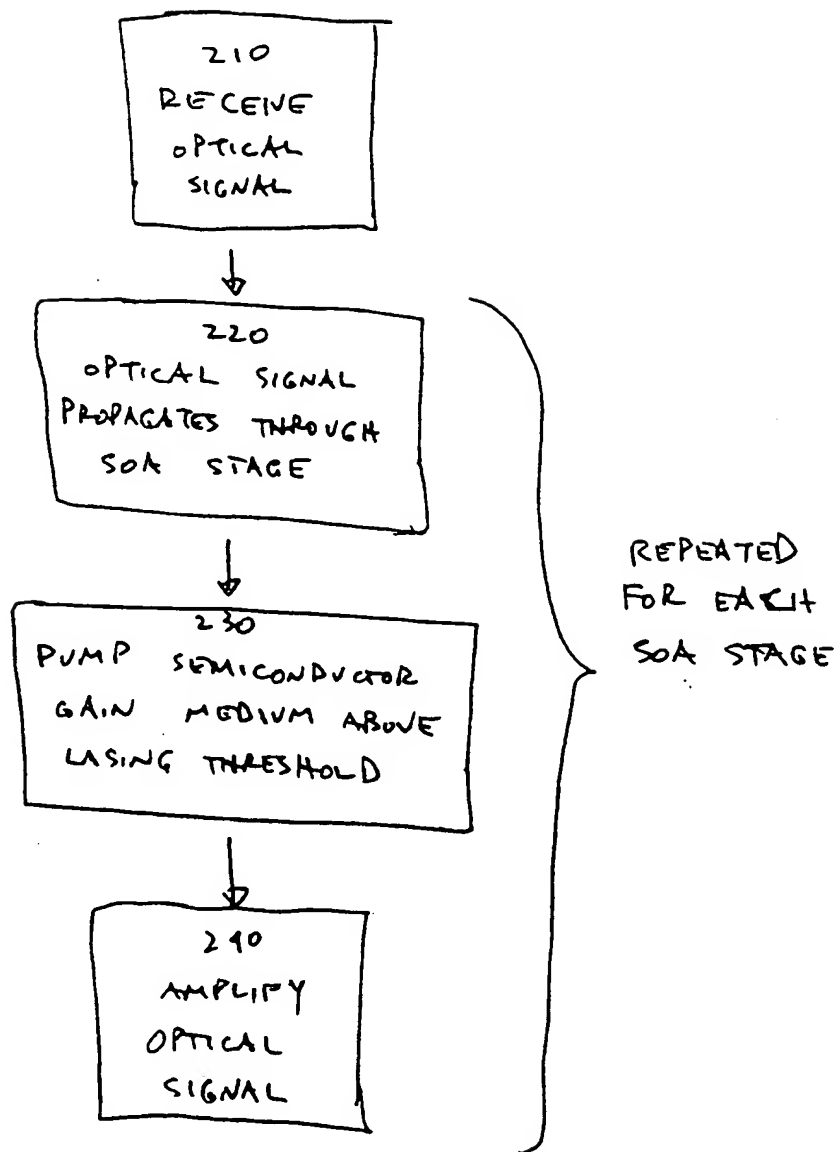 210
RECEIVE
OPTICAL
SIGNAL
220
OPTICAL SIGNAL
PROPAGATES THROUGH
SOA STAGE
230
PUMP SEMICONDUCTOR
GAIN MEDIUM ABOVE
LASING THRESHOLD
240
AMPLIFY
OPTICAL
SIGNAL
REPEATED
FOR EACH
SOA STAGE